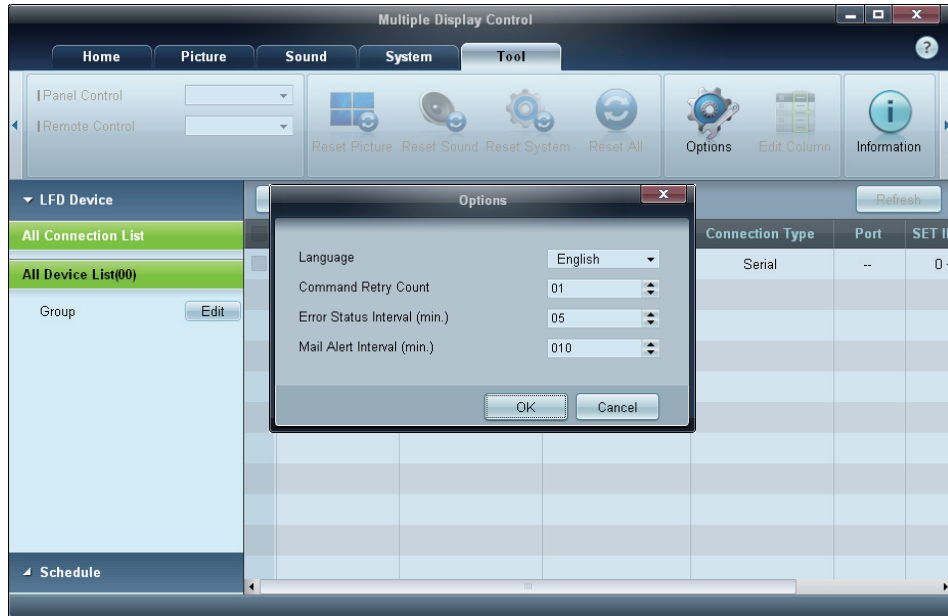 Multiple Display Control
Home Picture Sound System Tool
?
Panel Control
Remote Control
Reset Picture Reset Sound Reset System Reset All Options Edit Column Information
LFD Device
Refresh
All Connection List
Connection Type Port SET I
All Device List(00)
Serial -- 0
Group Edit
Options
Language English
Command Retry Count 01
Error Status Interval (min.) 05
Mail Alert Interval (min.) 010
OK Cancel
Schedule